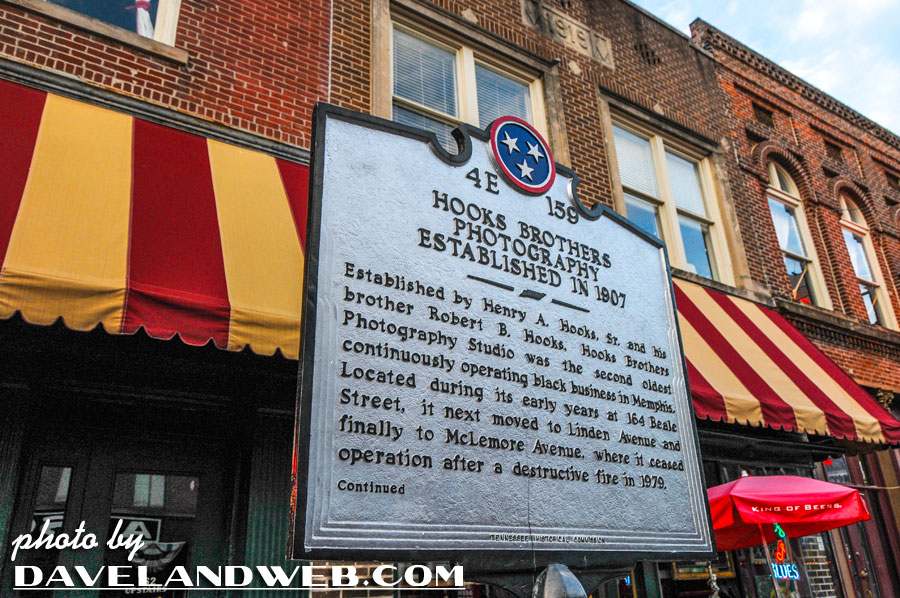 1919
4E 159
HOOKS BROTHERS
PHOTOGRAPHY
ESTABLISHED IN 1907
Established by Henry A. Hooks, Sr. and his
brother Robert B. Hooks, Hooks Brothers
Photography Studio was the second oldest
continuously operating black business in Memphis.
Located during its early years at 164 Beale
Street, it next moved to Linden Avenue and
finally to McLemore Avenue, where it ceased
operation after a destructive fire in 1979.
Continued
TENNESSEE HISTORICAL COMMISSION
KING OF BEERS.
BLUES
UPSTAIRS
photo by
DAVELANDWEB.COM